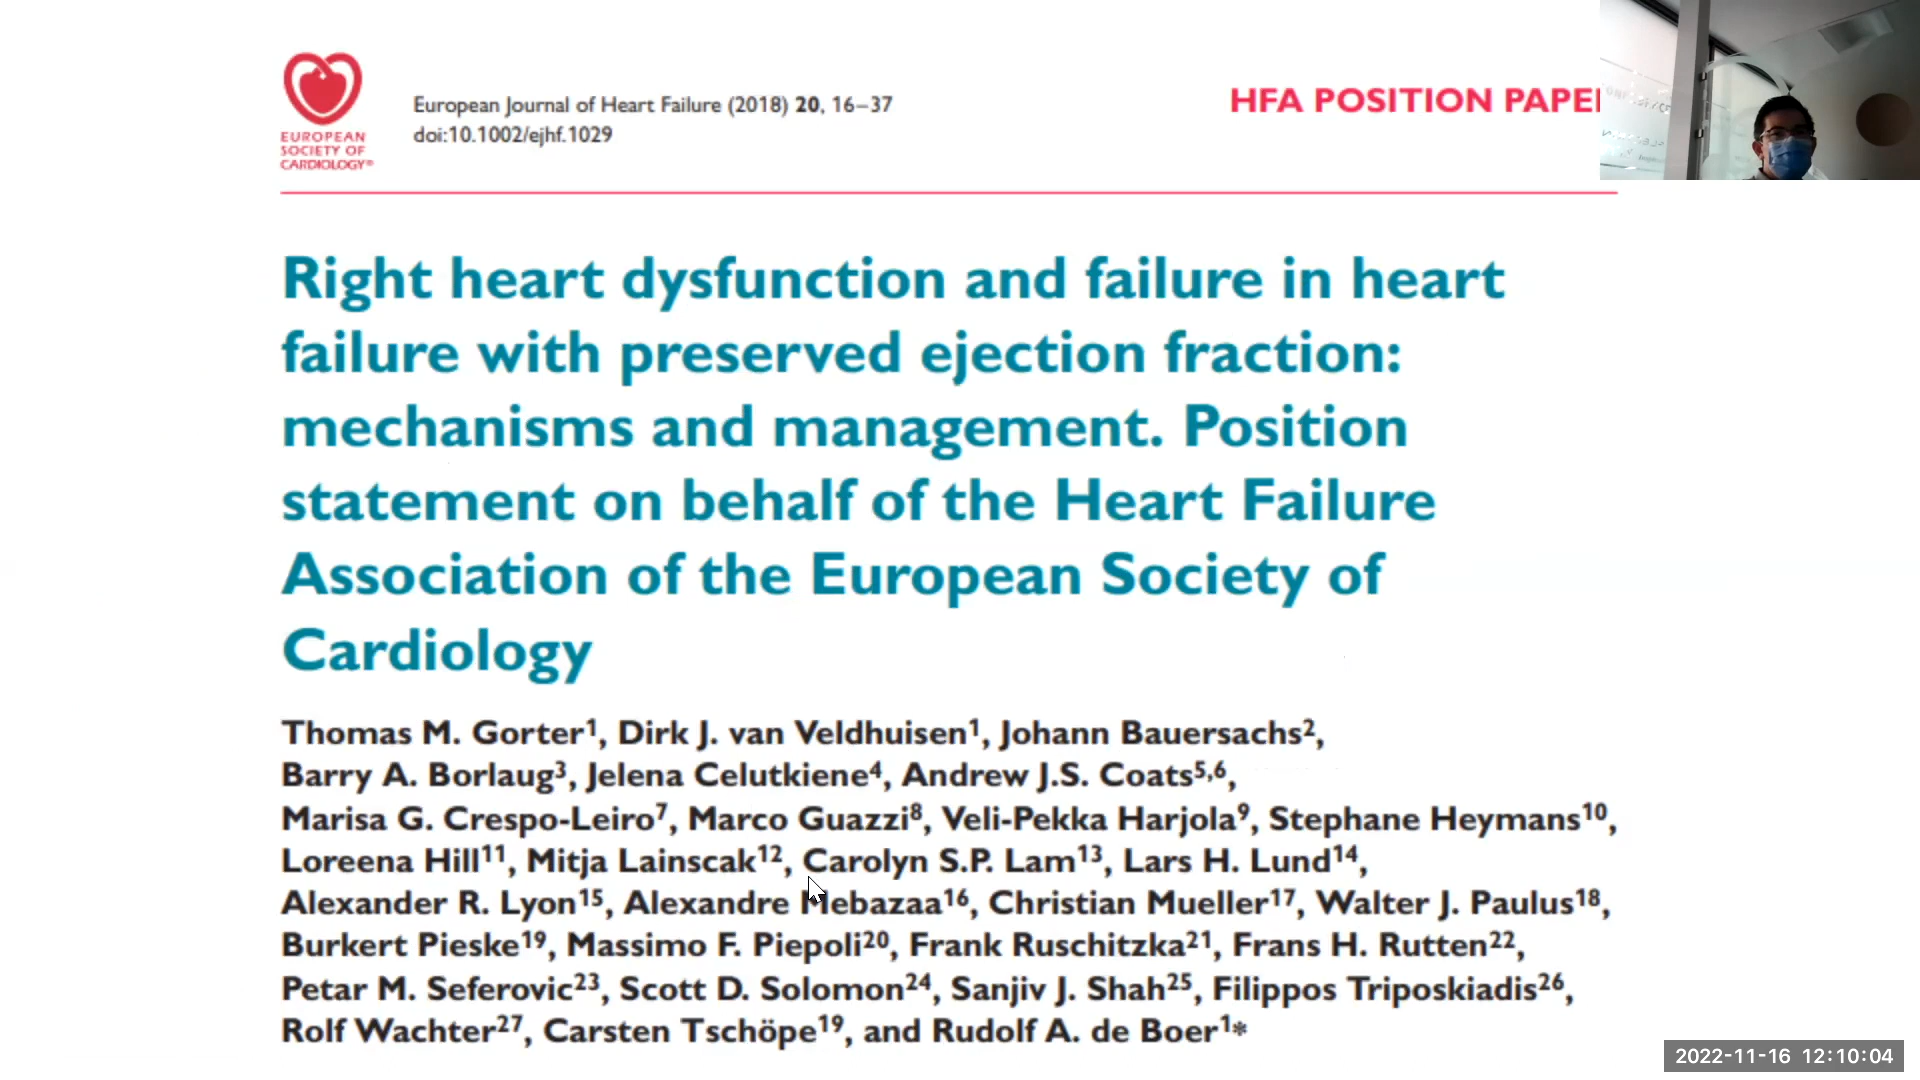 EUROPEAN
SOCIETY OF
CARDIOLOGY®
European Journal of Heart Failure (2018) 20, 16–37
doi:10.1002/ejhf.1029
HFA POSITION PAPE
Right heart dysfunction and failure in heart
failure with preserved ejection fraction:
mechanisms and management. Position
statement on behalf of the Heart Failure
Association of the European Society of
Cardiology
Thomas M. Gorter1, Dirk J. van Veldhuisen1, Johann Bauersachs2,
Barry A. Borlaug3, Jelena Celutkiene4, Andrew J.S. Coats5,6,
Marisa G. Crespo-Leiro7, Marco Guazzi8, Veli-Pekka Harjola9, Stephane Heymans10,
Loreena Hill11, Mitja Lainscak12, Carolyn S.P. Lam13, Lars H. Lund14,
Alexander R. Lyon15, Alexandre Mebazaa16, Christian Mueller17, Walter J. Paulus18,
Burkert Pieske19, Massimo F. Piepoli20, Frank Ruschitzka21, Frans H. Rutten22,
Petar M. Seferovic23, Scott D. Solomon24, Sanjiv J. Shah25, Filippos Triposkiadis26,
Rolf Wachter27, Carsten Tschöpe19, and Rudolf A. de Boer1*
2022-11-16 12:10:04